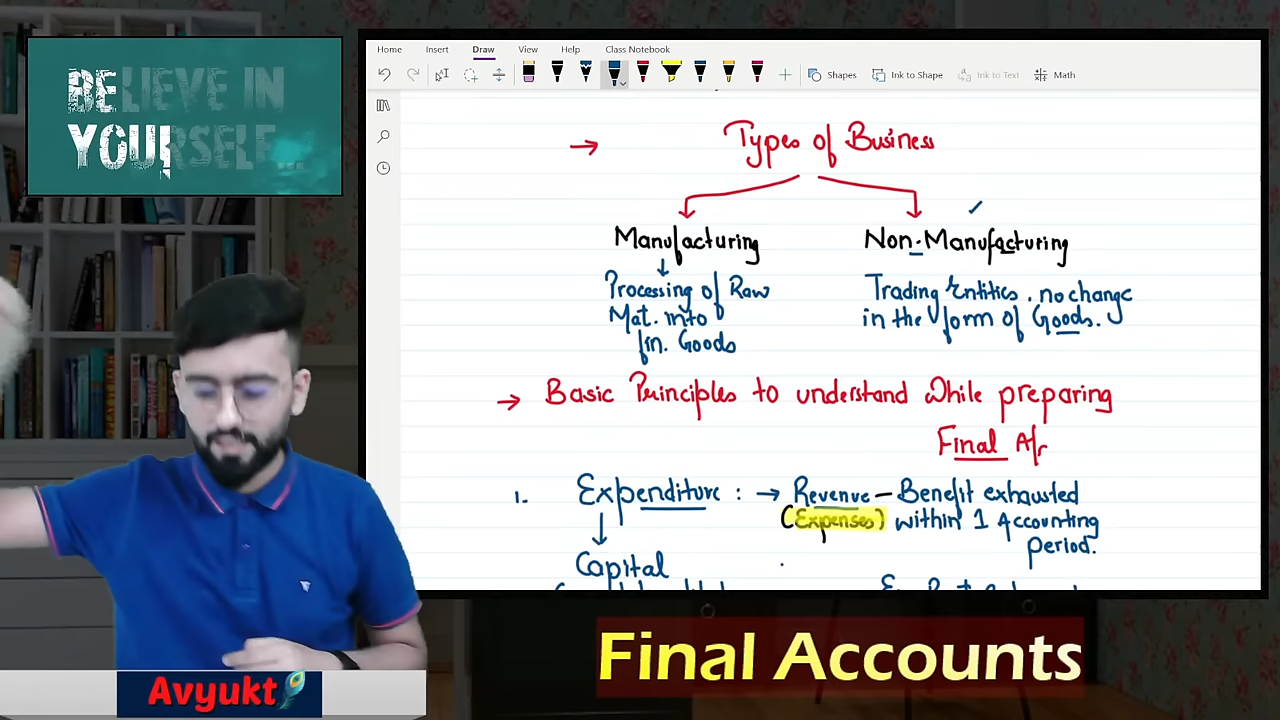 BELIEVE IN
YOURSELF...
Home Insert Draw View Help Class Notebook
Shapes Ink to Shape Ink to Text Math
→ Types of Business
Manufacturing
Processing of Raw
Mat. into
fin. Goods
Non-Manufacturing
Trading Entities. no change
in the form of Goods.
→ Basic Principles to understand While preparing
Final A/c
1. Expenditure : → Revenue — Benefit exhausted
(Expenses) within 1 Accounting
period.
Capital
Final Accounts
Avyukt